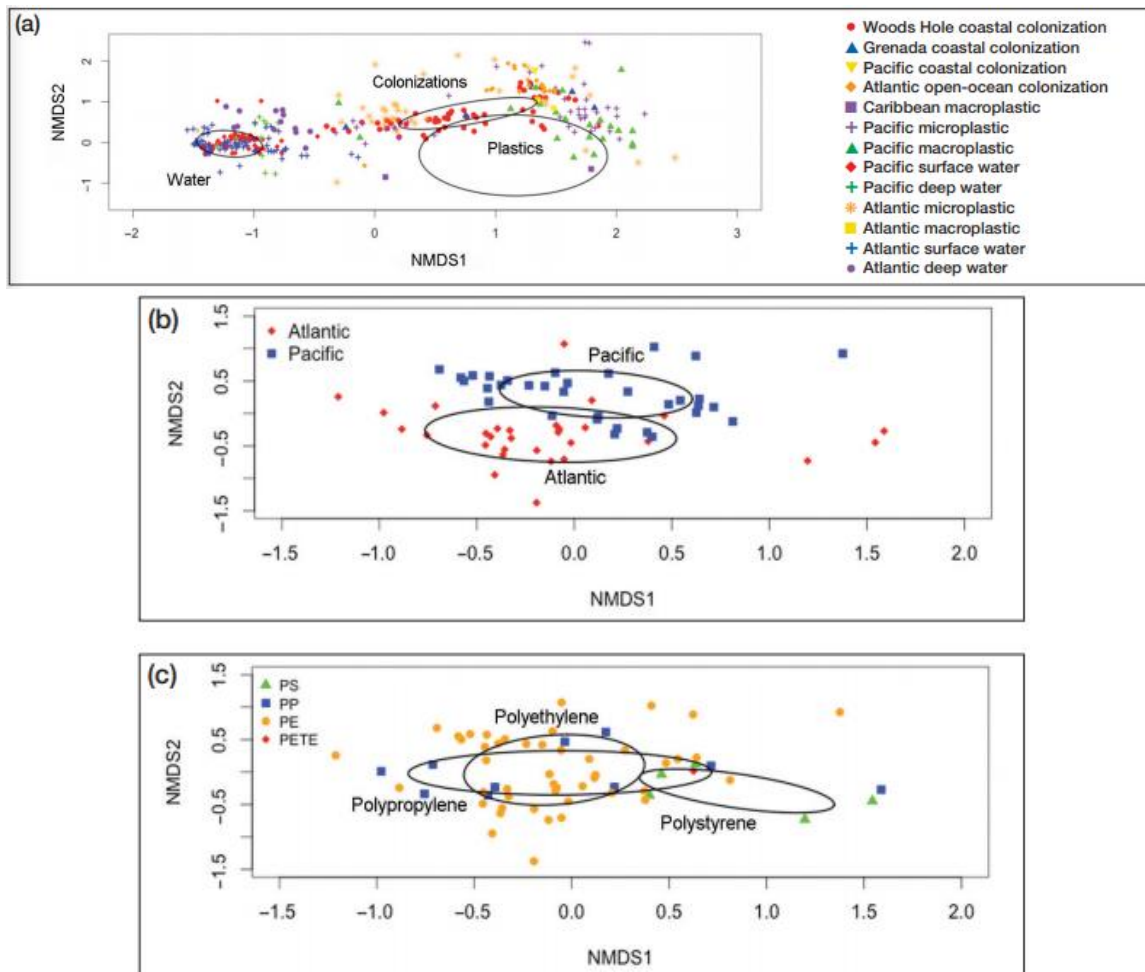 (a)
Colonizations
Plastics
Water
NMDS2
2
1
0
−1
−2
−1
0
1
2
3
NMDS1
Woods Hole coastal colonization
Grenada coastal colonization
Pacific coastal colonization
Atlantic open-ocean colonization
Caribbean macroplastic
Pacific microplastic
Pacific macroplastic
Pacific surface water
Pacific deep water
Atlantic microplastic
Atlantic macroplastic
Atlantic surface water
Atlantic deep water
(b)
Atlantic
Pacific
Pacific
Atlantic
NMDS2
1.5
0.5
−0.5
−1.5
−1.5
−1.0
−0.5
0.0
0.5
1.0
1.5
2.0
NMDS1
(c)
PS
PP
PE
PETE
Polyethylene
Polypropylene
Polystyrene
NMDS2
1.5
0.5
−0.5
−1.5
−1.5
−1.0
−0.5
0.0
0.5
1.0
1.5
2.0
NMDS1